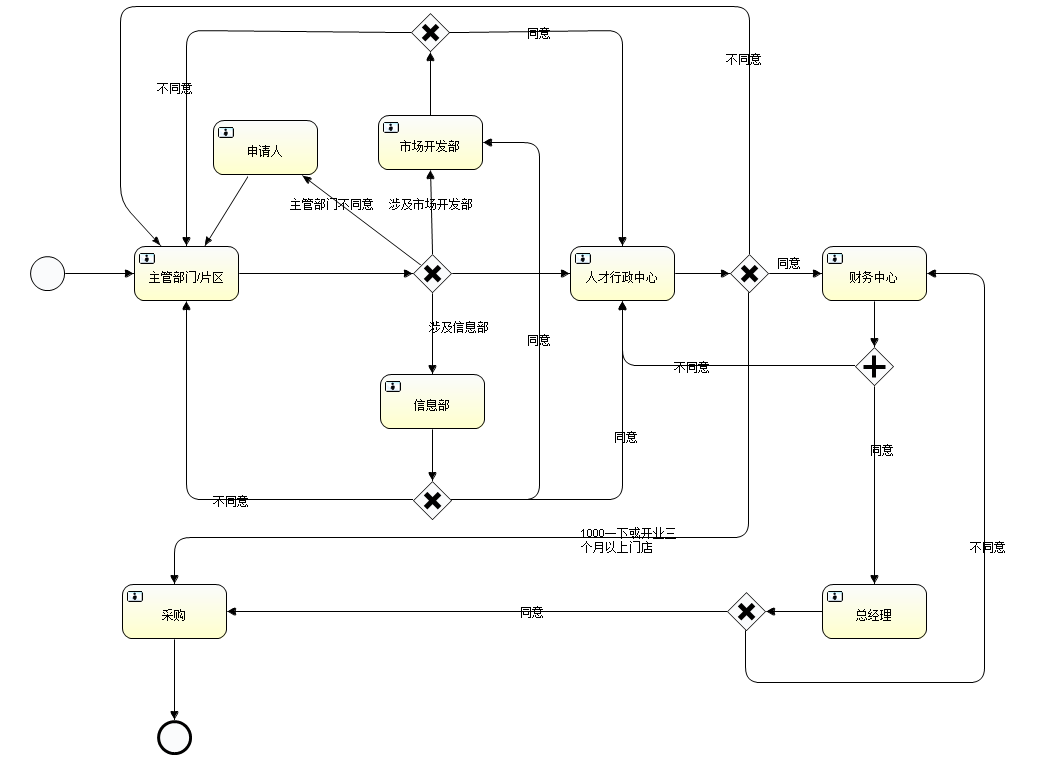 同意
不同意
不同意
市场开发部
申请人
主管部门不同意
涉及市场开发部
主管部门/片区
人才行政中心
同意
财务中心
涉及信息部
同意
不同意
信息部
同意
同意
不同意
1000一下或开业三
个月以上门店
不同意
采购
同意
总经理